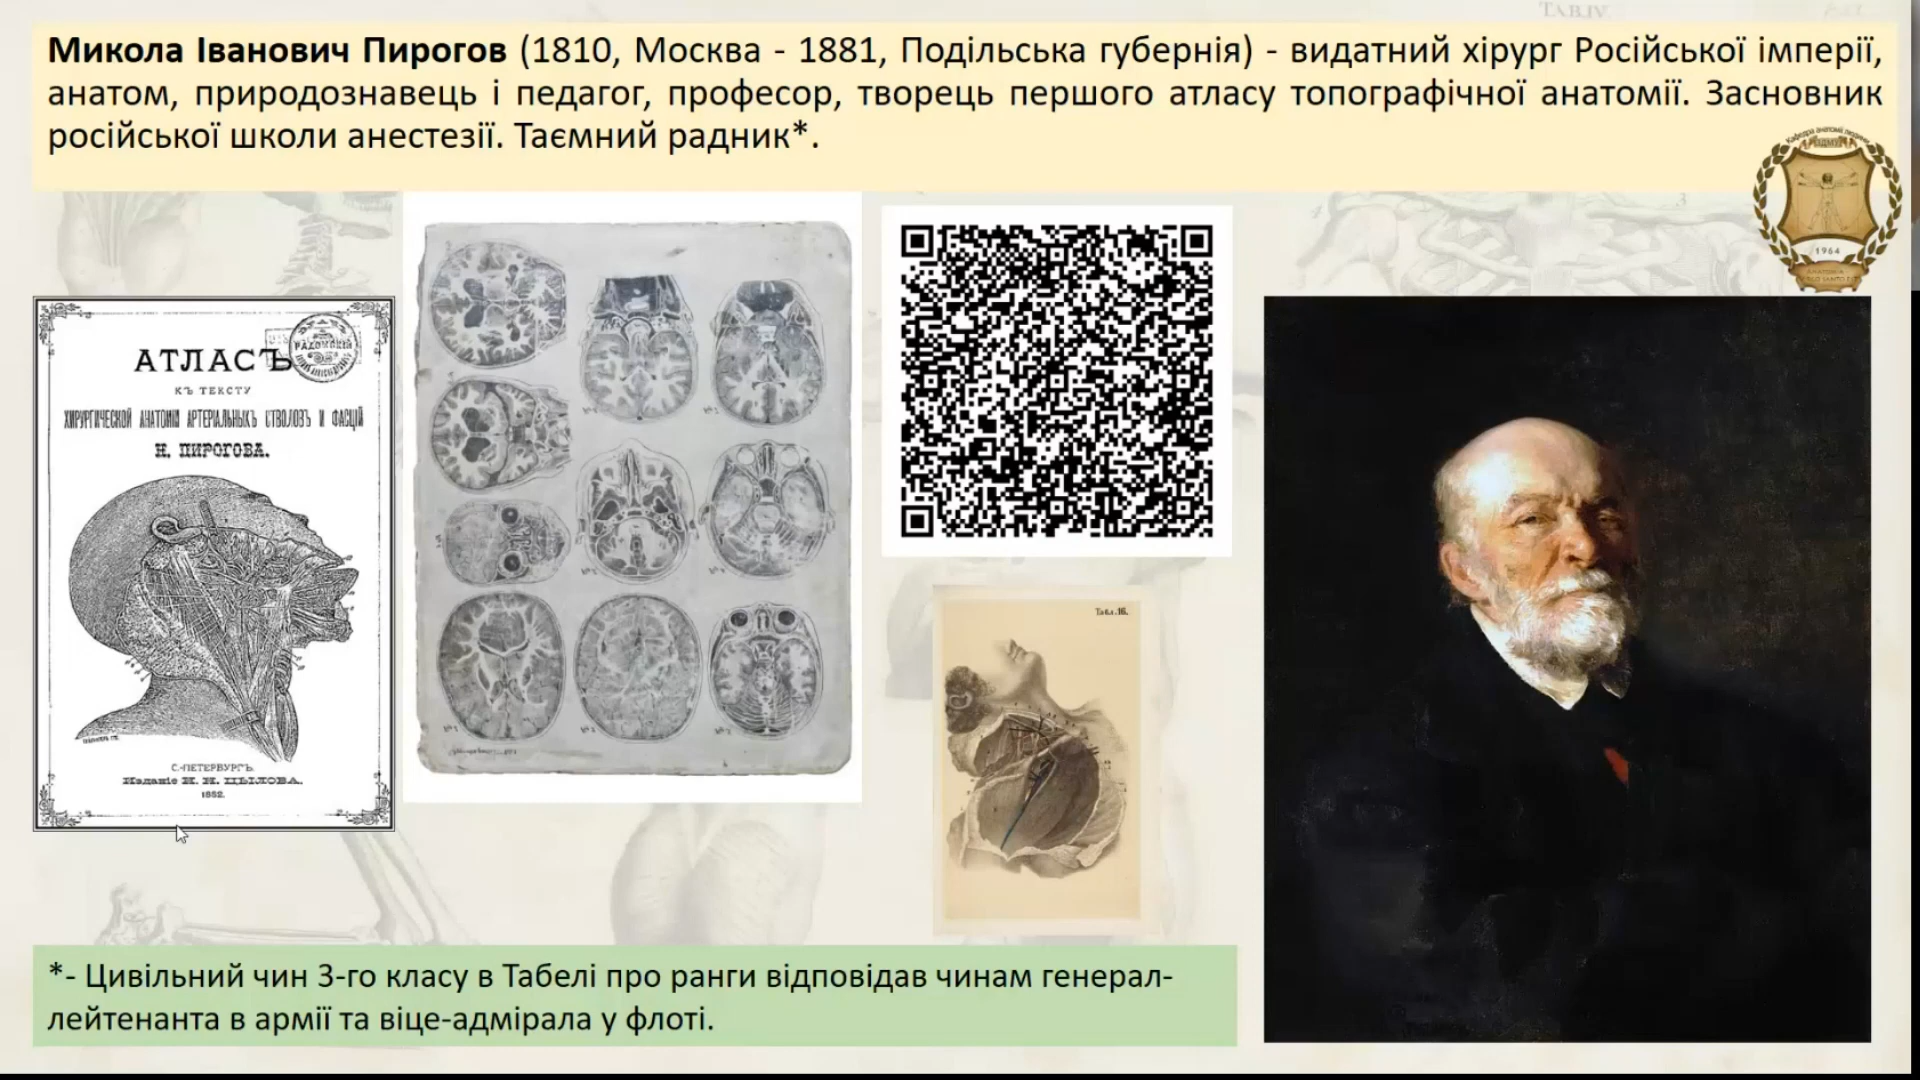 Микола Іванович Пирогов (1810, Москва - 1881, Подільська губернія) - видатний хірург Російської імперії,
анатом, природознавець і педагог, професор, творець першого атласу топографічної анатомії. Засновник
російської школи анестезії. Таємний радник*.
1964
АТЛАСЪ
КЪ ТЕКСТУ
ХИРУРГИЧЕСКОЙ АНАТОМІИ АРТЕРІАЛЬНЫХЪ СТВОЛОВЪ И ФАСЦІЙ
Н. ПИРОГОВА.
С.-ПЕТЕРБУРГЪ.
Изданіе И. И. ЦЫЛОВА.
1882.
Табл. 16.
*- Цивільний чин 3-го класу в Табелі про ранги відповідав чинам генерал-
лейтенанта в армії та віце-адмірала у флоті.